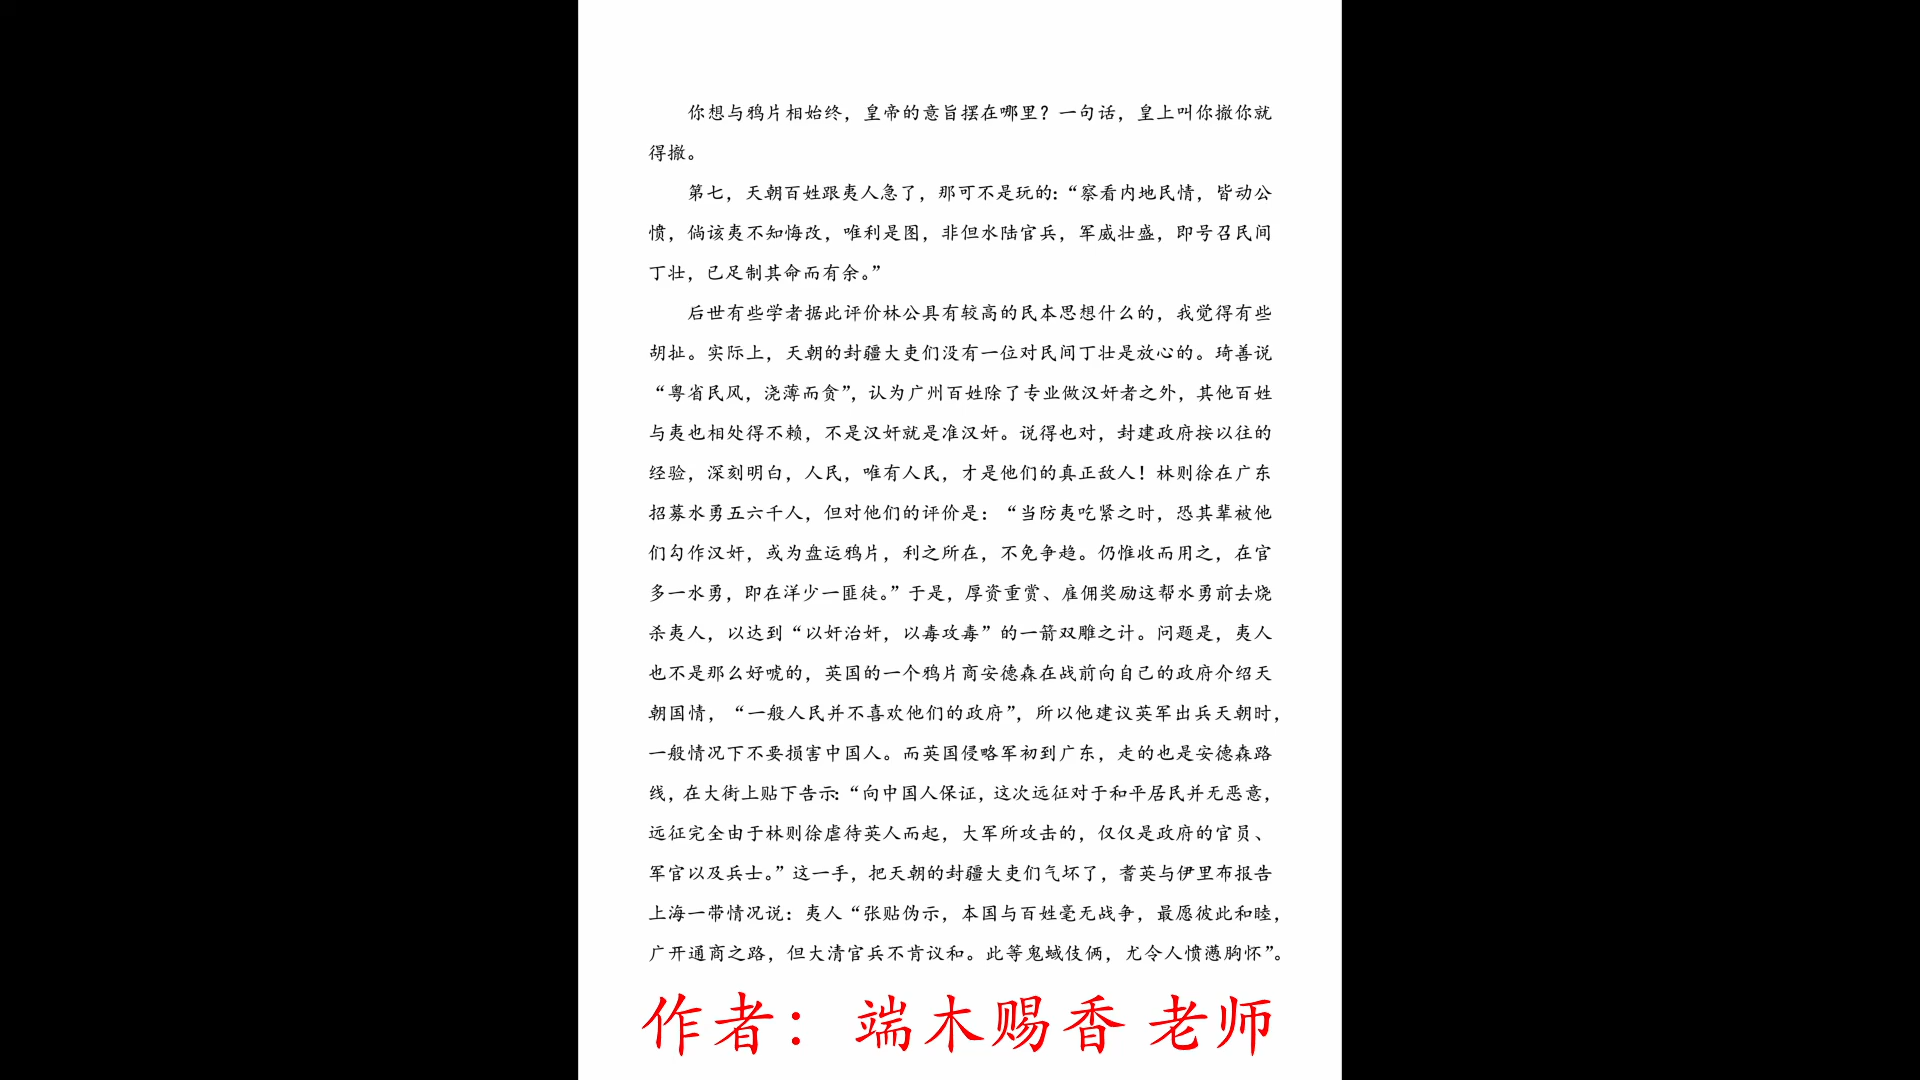 你想与鸦片相始终，皇帝的意旨摆在哪里？一句话，皇上叫你撤你就
得撤。
第七，天朝百姓跟夷人急了，那可不是玩的：“察看内地民情，皆动公
愤，倘该夷不知悔改，唯利是图，非但水陆官兵，军威壮盛，即号召民间
丁壮，已足制其命而有余。”
后世有些学者据此评价林公具有较高的民本思想什么的，我觉得有些
胡扯。实际上，天朝的封疆大吏们没有一位对民间丁壮是放心的。琦善说
“粤省民风，浇薄而贪”，认为广州百姓除了专业做汉奸者之外，其他百姓
与夷也相处得不赖，不是汉奸就是准汉奸。说得也对，封建政府按以往的
经验，深刻明白，人民，唯有人民，才是他们的真正敌人！林则徐在广东
招募水勇五六千人，但对他们的评价是：“当防夷吃紧之时，恐其辈被他
们勾作汉奸，或为盘运鸦片，利之所在，不免争趋。仍惟收而用之，在官
多一水勇，即在洋少一匪徒。”于是，厚资重赏、雇佣奖励这帮水勇前去烧
杀夷人，以达到“以奸治奸，以毒攻毒”的一箭双雕之计。问题是，夷人
也不是那么好唬的，英国的一个鸦片商安德森在战前向自己的政府介绍天
朝国情，“一般人民并不喜欢他们的政府”，所以他建议英军出兵天朝时，
一般情况下不要损害中国人。而英国侵略军初到广东，走的也是安德森路
线，在大街上贴下告示：“向中国人保证，这次远征对于和平居民并无恶意，
远征完全由于林则徐虐待英人而起，大军所攻击的，仅仅是政府的官员、
军官以及兵士。”这一手，把天朝的封疆大吏们气坏了，耆英与伊里布报告
上海一带情况说：夷人“张贴伪示，本国与百姓毫无战争，最愿彼此和睦，
广开通商之路，但大清官兵不肯议和。此等鬼蜮伎俩，尤令人愤懑胸怀”。
作者：端木赐香 老师